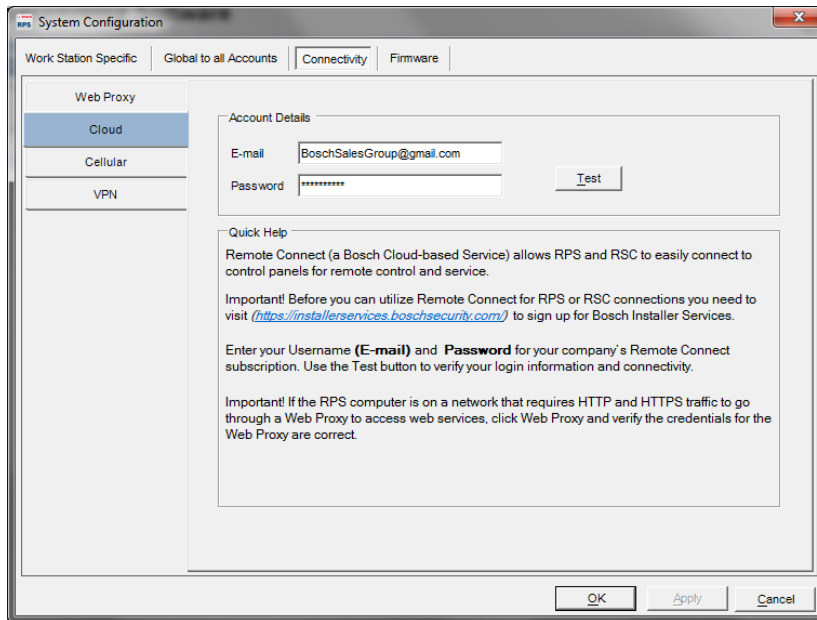 RPS System Configuration
Work Station Specific Global to all Accounts Connectivity Firmware
Web Proxy
Cloud
Cellular
VPN
Account Details
E-mail BoschSalesGroup@gmail.com
Password ********** Test
Quick Help
Remote Connect (a Bosch Cloud-based Service) allows RPS and RSC to easily connect to
control panels for remote control and service.
Important! Before you can utilize Remote Connect for RPS or RSC connections you need to
visit (https://installerservices.boschsecurity.com/) to sign up for Bosch Installer Services.
Enter your Username (E-mail) and Password for your company's Remote Connect
subscription. Use the Test button to verify your login information and connectivity.
Important! If the RPS computer is on a network that requires HTTP and HTTPS traffic to go
through a Web Proxy to access web services, click Web Proxy and verify the credentials for the
Web Proxy are correct.
OK Apply Cancel